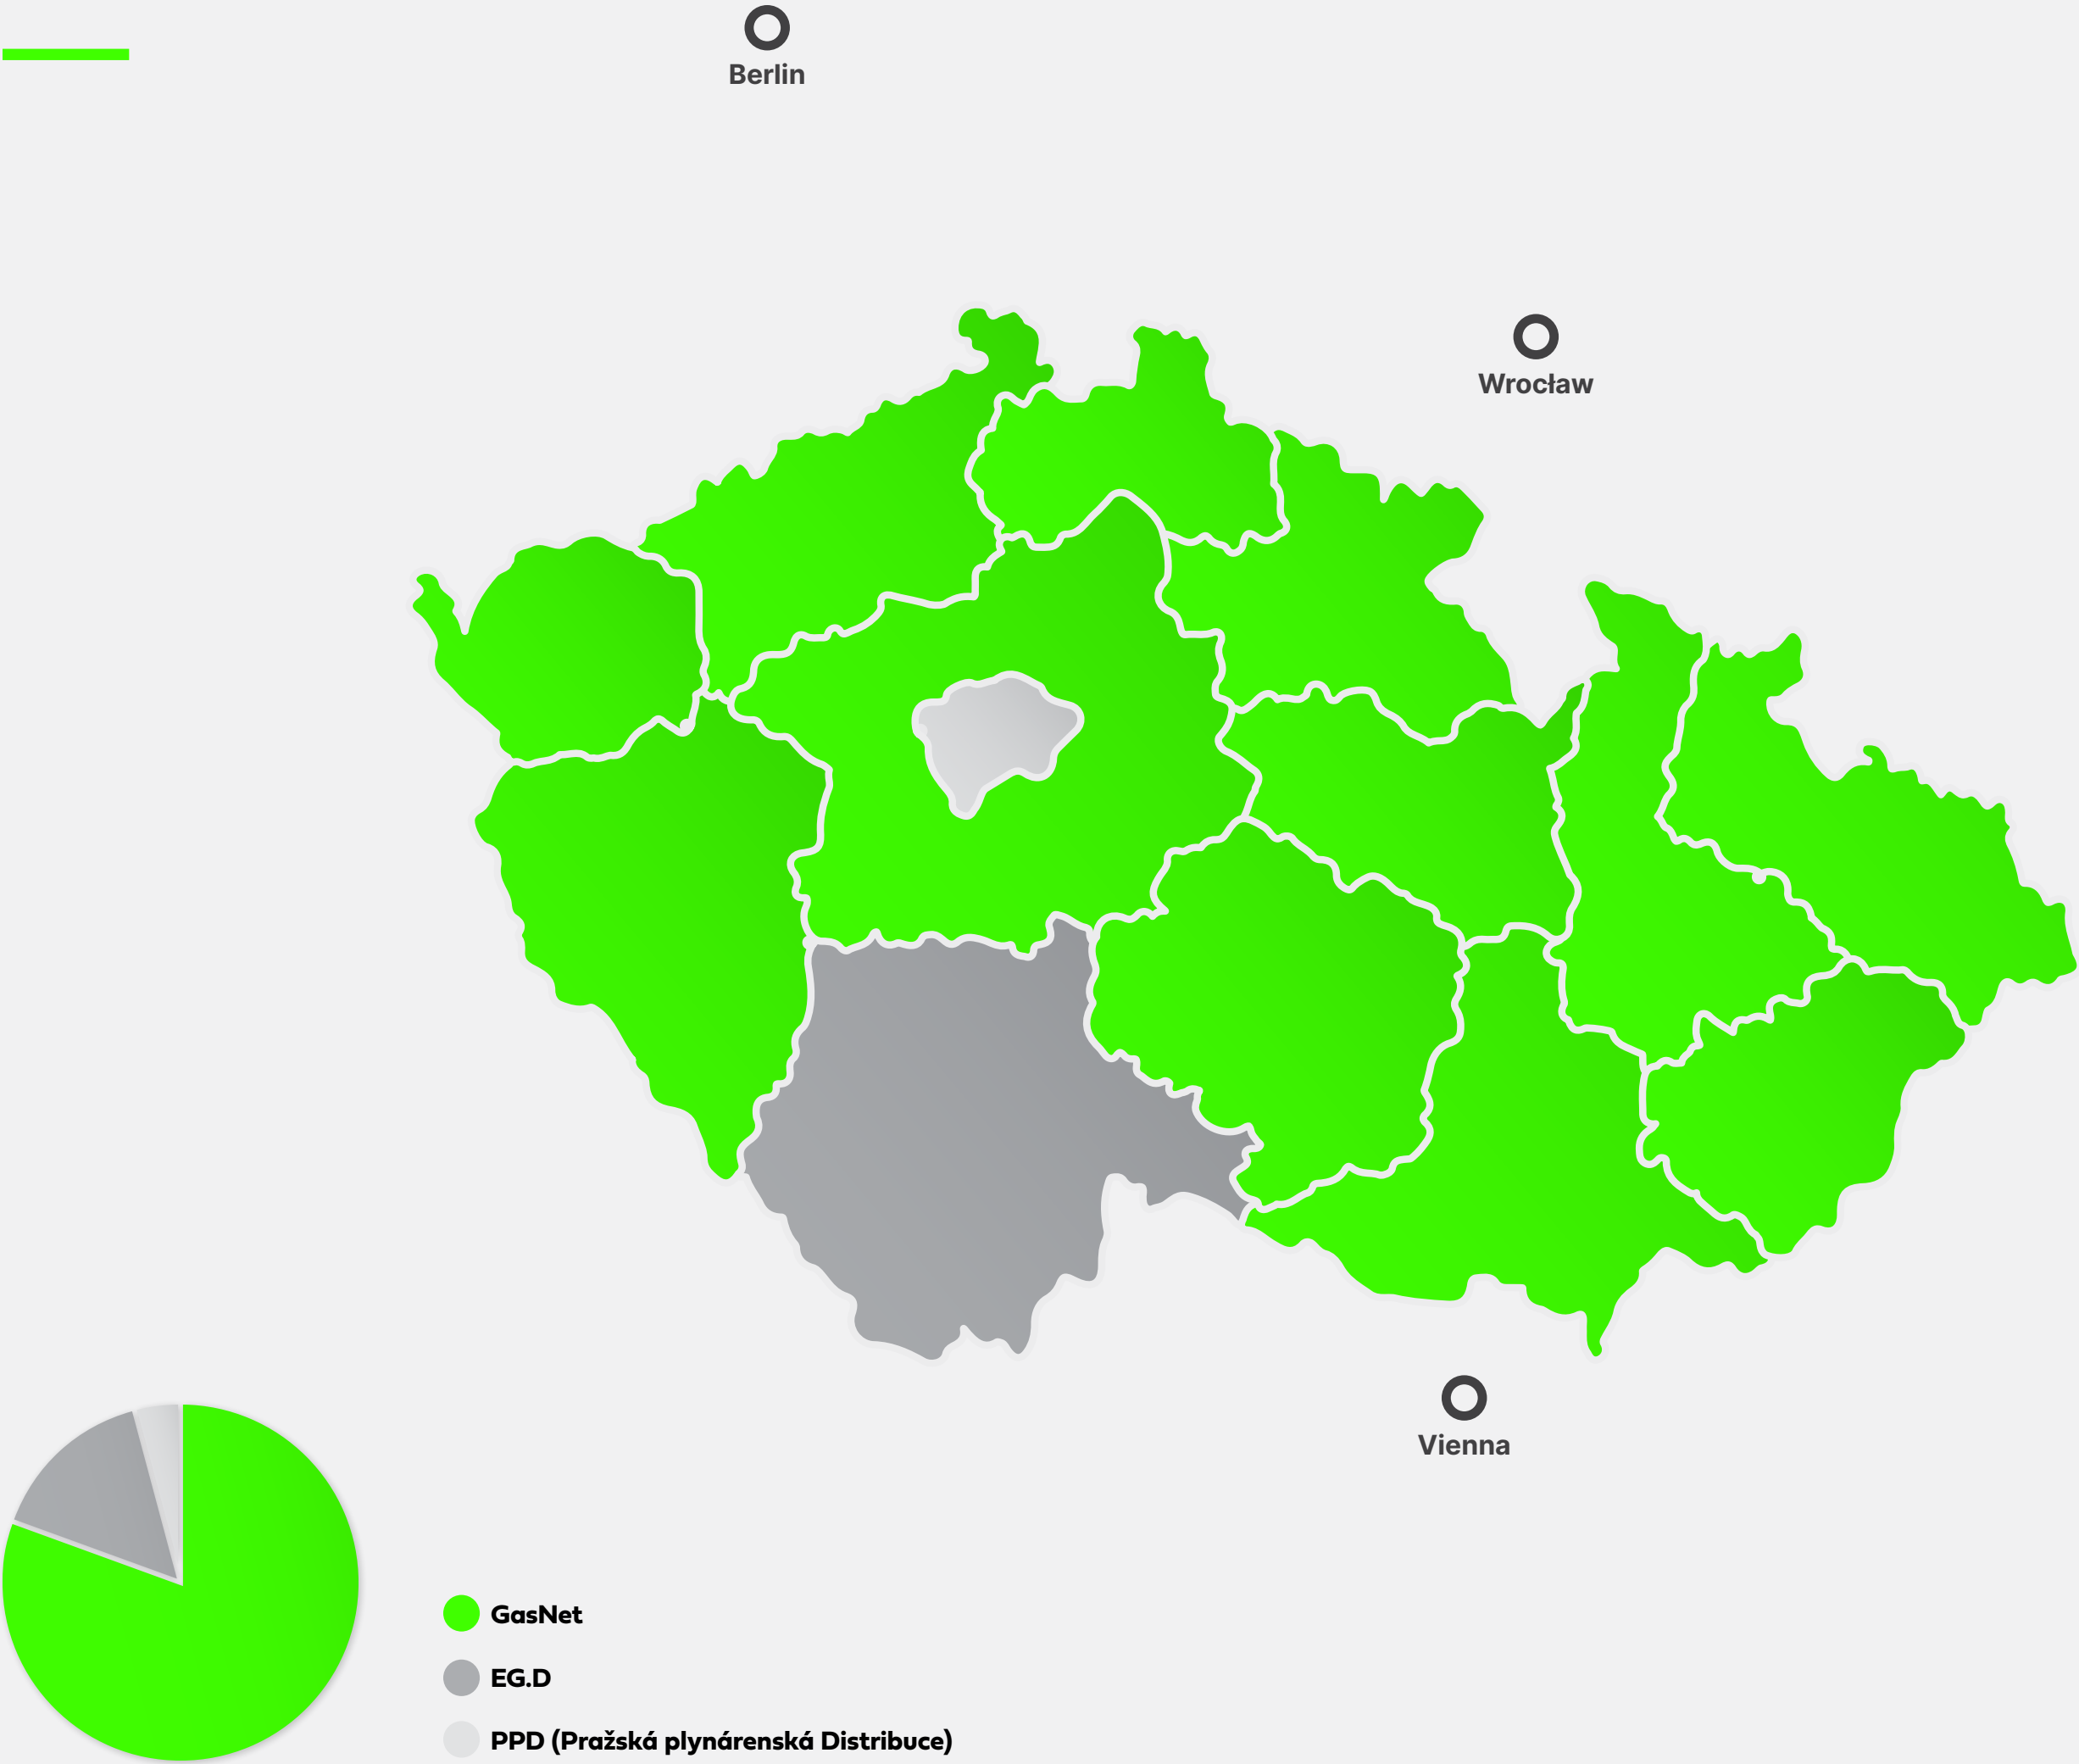 Berlin
Wrocław
Vienna
GasNet
EG.D
PPD (Pražská plynárenská Distribuce)